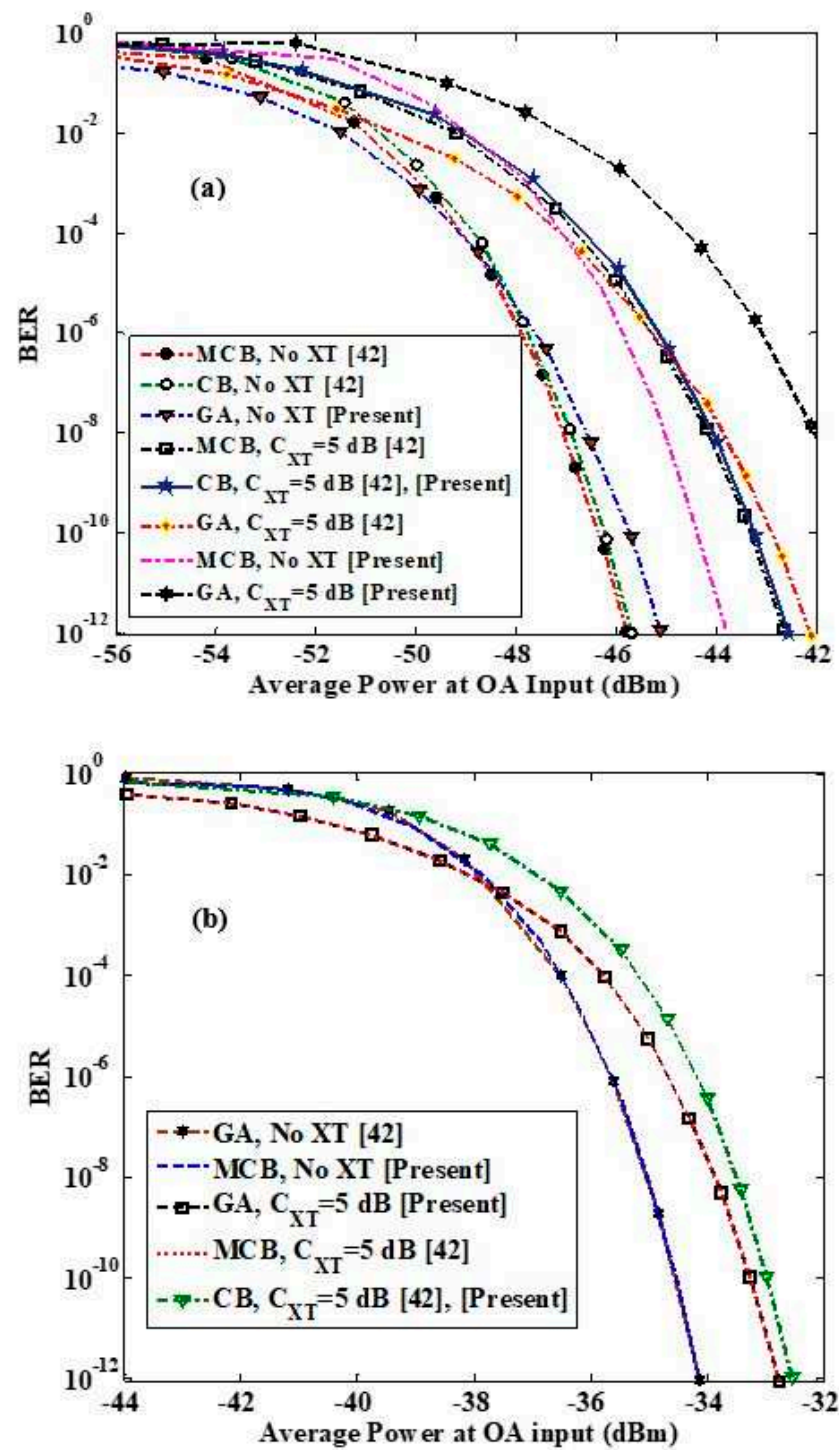 10^0
10^-2
10^-4
10^-6
10^-8
10^-10
10^-12
BER
(a)
MCB, No XT [42]
CB, No XT [42]
GA, No XT [Present]
MCB, C_XT=5 dB [42]
CB, C_XT=5 dB [42], [Present]
GA, C_XT=5 dB [42]
MCB, No XT [Present]
GA, C_XT=5 dB [Present]
-56 -54 -52 -50 -48 -46 -44 -42
Average Power at OA Input (dBm)
10^0
10^-2
10^-4
10^-6
10^-8
10^-10
10^-12
BER
(b)
GA, No XT [42]
MCB, No XT [Present]
GA, C_XT=5 dB [Present]
MCB, C_XT=5 dB [42]
CB, C_XT=5 dB [42], [Present]
-44 -42 -40 -38 -36 -34 -32
Average Power at OA input (dBm)